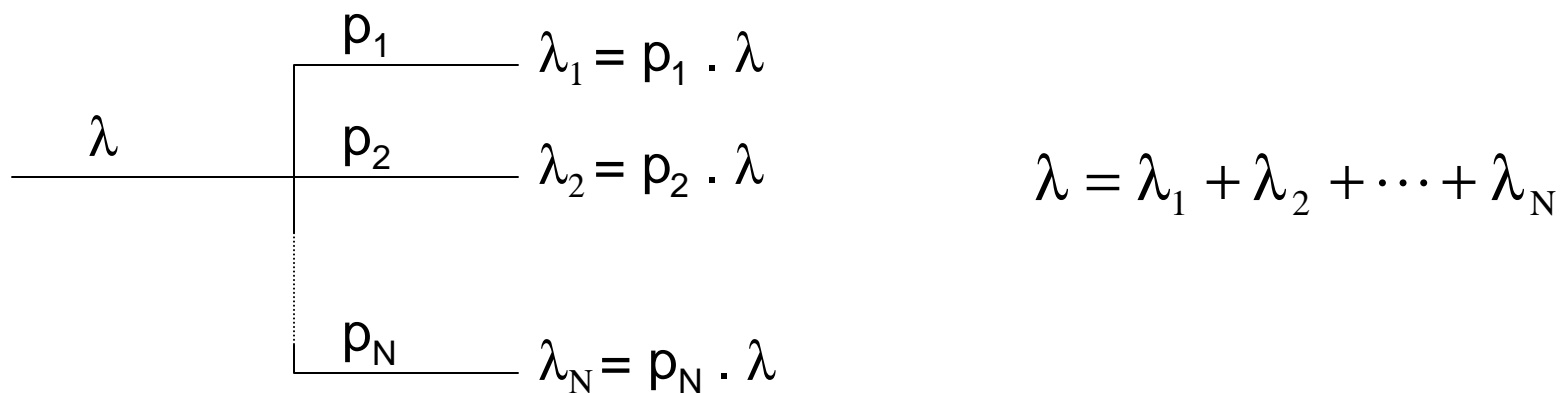 p₁
λ₁ = p₁ . λ
λ
p₂
λ₂ = p₂ . λ
λ = λ₁ + λ₂ + ⋯ + λ_N
p_N
λ_N = p_N . λ